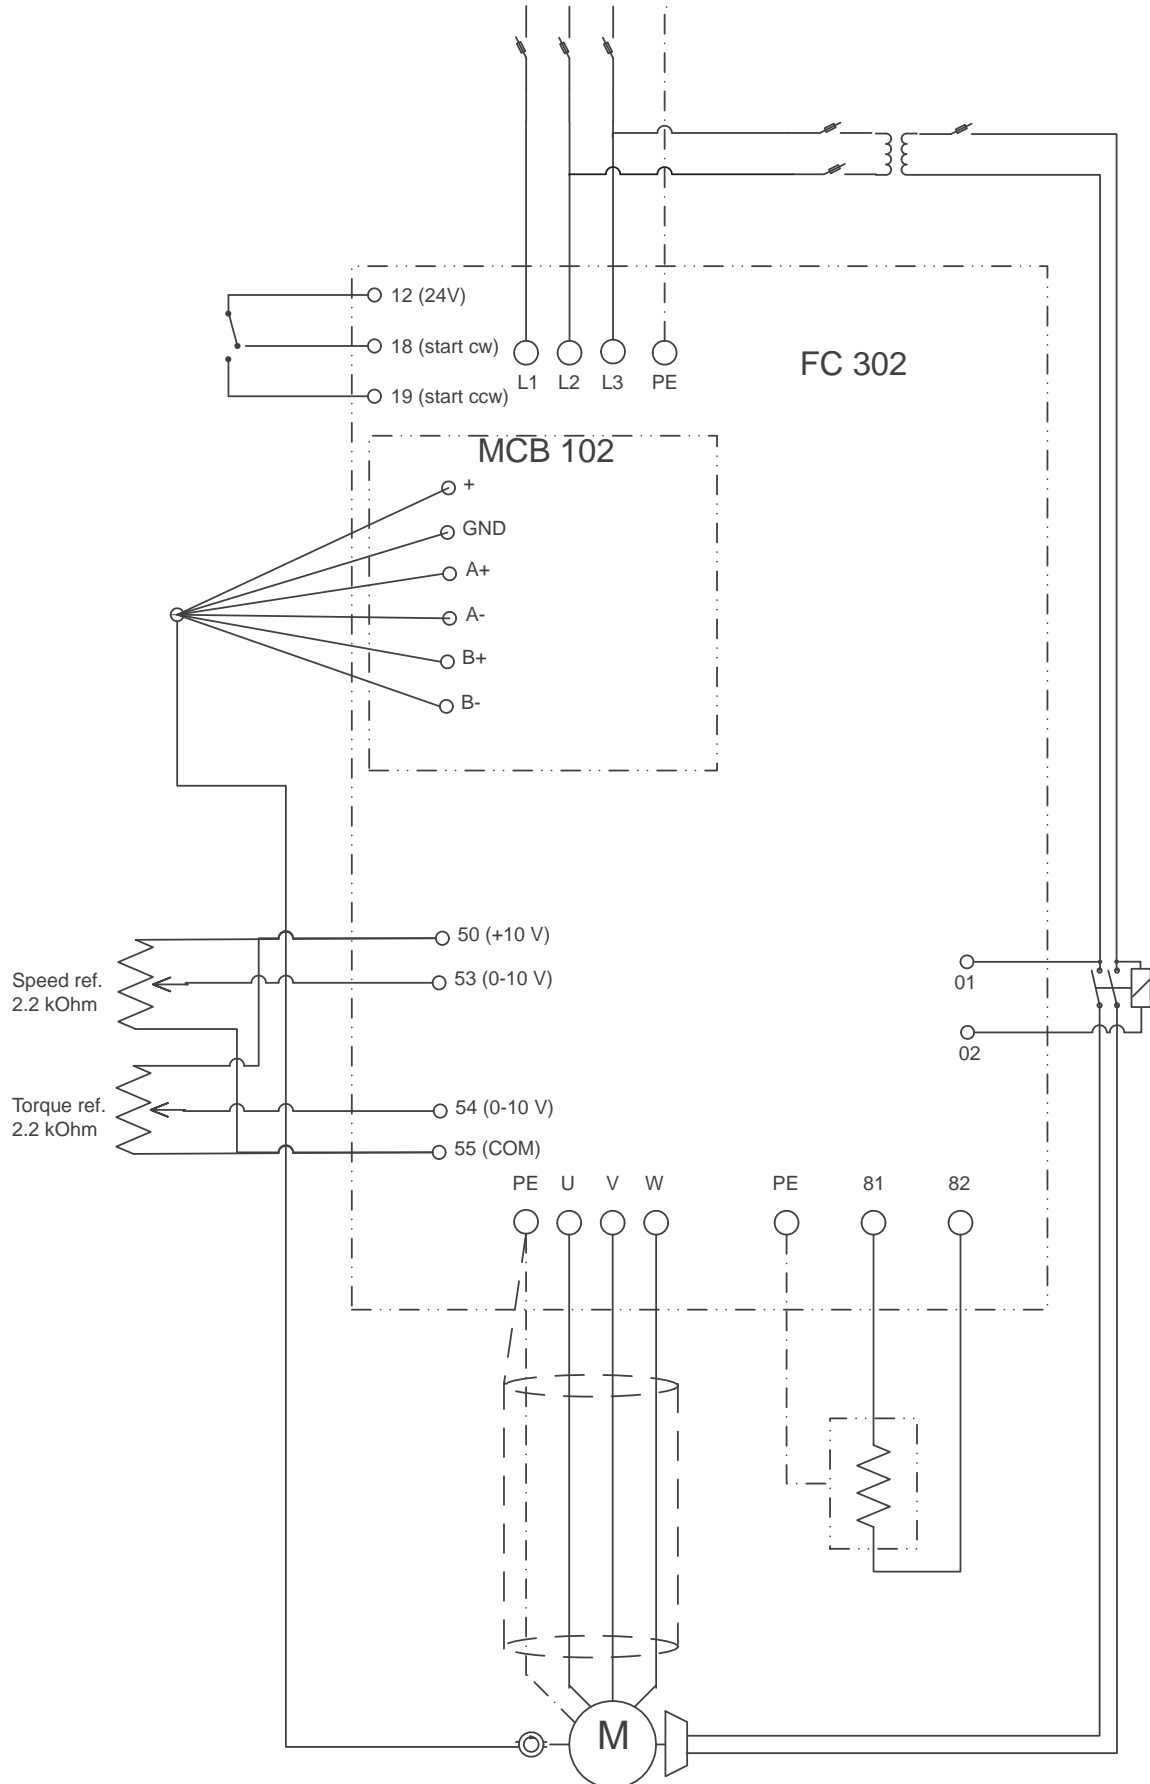 12 (24V)
18 (start cw)
19 (start ccw)
L1
L2
L3
PE
FC 302
MCB 102
+
GND
A+
A-
B+
B-
50 (+10 V)
Speed ref.
2.2 kOhm
53 (0-10 V)
01
02
Torque ref.
2.2 kOhm
54 (0-10 V)
55 (COM)
PE
U
V
W
PE
81
82
M